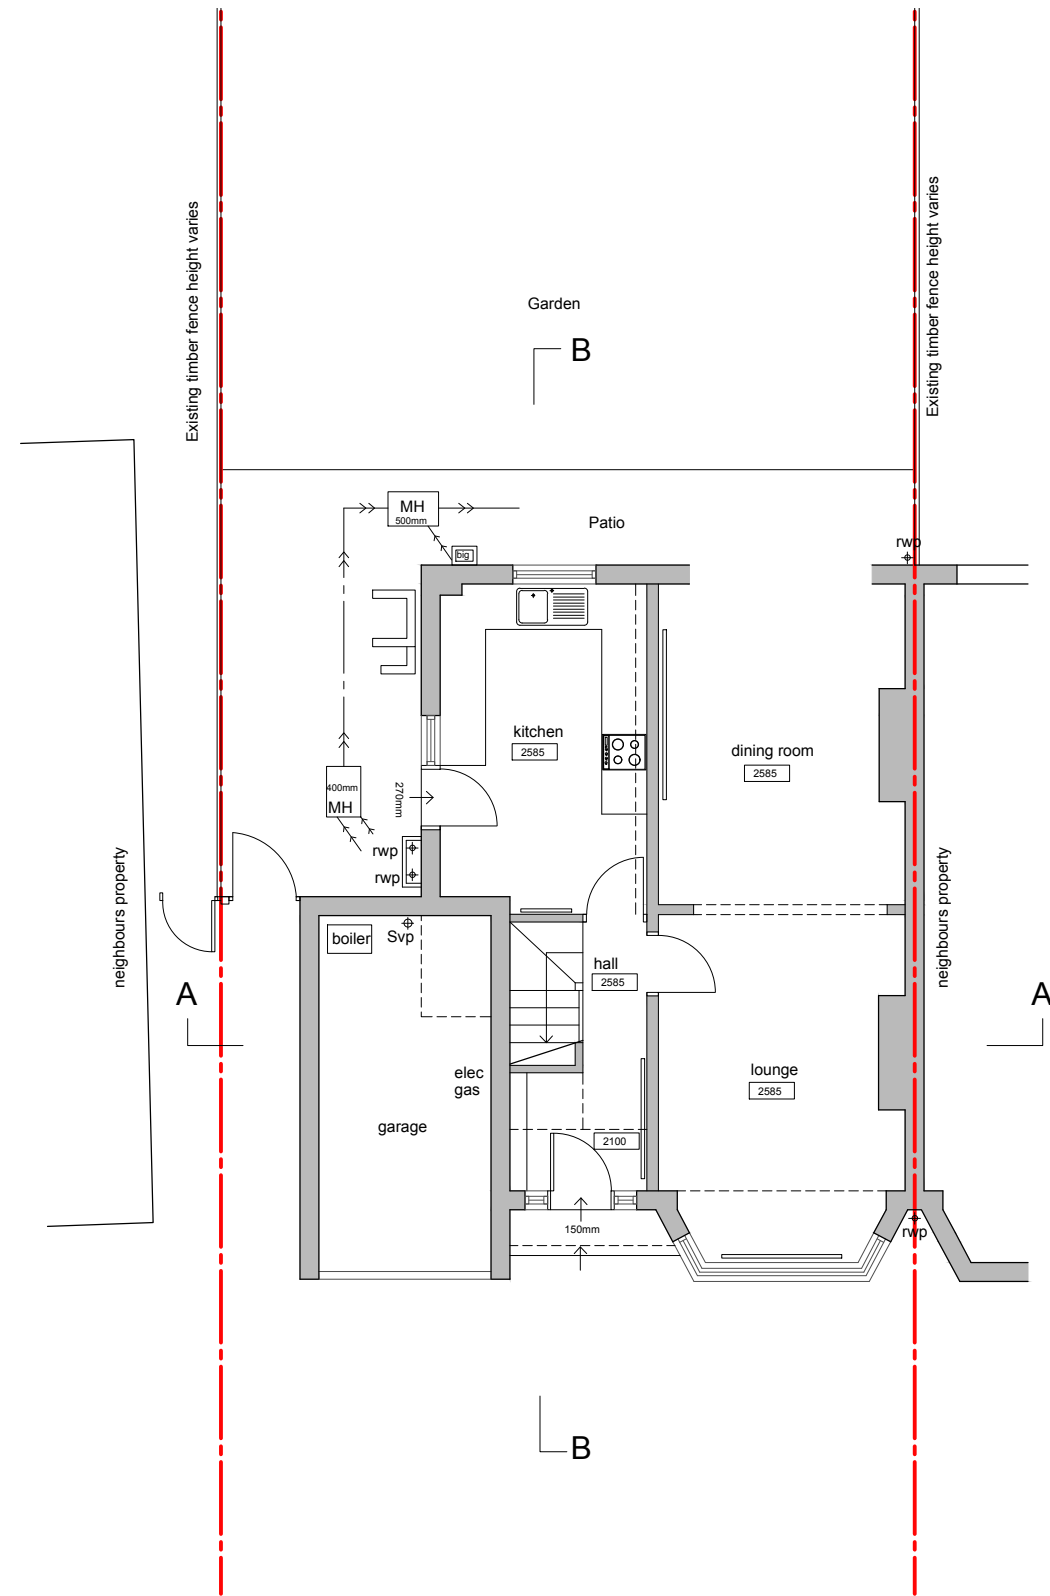 Existing timber fence height varies
Existing timber fence height varies
Garden
B
MH
500mm
Patio
big
rwp
kitchen
2585
dining room
2585
400mm
MH
270mm
rwp
rwp
neighbours property
neighbours property
boiler
Svp
hall
2585
A
A
elec
gas
lounge
2585
garage
2100
150mm
rwp
B